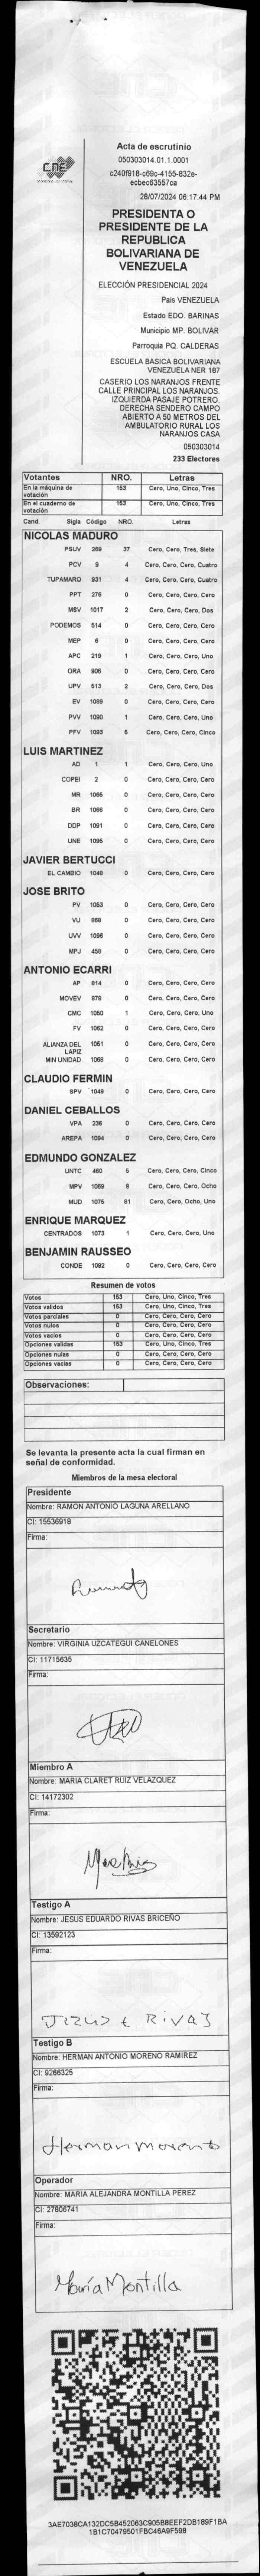 CNE
Acta de escrutinio
050303014.01.1.0001
c240f918-c69c-4155-832e-
ecbec63557ca
28/07/2024 06:17:44 PM
PRESIDENTA O
PRESIDENTE DE LA
REPUBLICA
BOLIVARIANA DE
VENEZUELA
ELECCIÓN PRESIDENCIAL 2024
Pais VENEZUELA
Estado EDO. BARINAS
Municipio MP. BOLIVAR
Parroquia PQ. CALDERAS
ESCUELA BASICA BOLIVARIANA
VENEZUELA NER 187
CASERIO LOS NARANJOS FRENTE
CALLE PRINCIPAL LOS NARANJOS.
IZQUIERDA PASAJE POTRERO.
DERECHA SENDERO CAMPO
ABIERTO A 50 METROS DEL
AMBULATORIO RURAL LOS
NARANJOS CASA
050303014
233 Electores
Votantes NRO. Letras
En la máquina de votación 153 Cero, Uno, Cinco, Tres
En el cuaderno de votación 153 Cero, Uno, Cinco, Tres
Cand. Sigla Código NRO. Letras
NICOLAS MADURO
PSUV 269 37 Cero, Cero, Tres, Siete
PCV 9 4 Cero, Cero, Cero, Cuatro
TUPAMARO 931 4 Cero, Cero, Cero, Cuatro
PPT 276 0 Cero, Cero, Cero, Cero
MSV 1017 2 Cero, Cero, Cero, Dos
PODEMOS 514 0 Cero, Cero, Cero, Cero
MEP 6 0 Cero, Cero, Cero, Cero
APC 219 1 Cero, Cero, Cero, Uno
ORA 906 0 Cero, Cero, Cero, Cero
UPV 613 2 Cero, Cero, Cero, Dos
EV 1089 0 Cero, Cero, Cero, Cero
PVV 1090 1 Cero, Cero, Cero, Uno
PFV 1093 5 Cero, Cero, Cero, Cinco
LUIS MARTINEZ
AD 1 1 Cero, Cero, Cero, Uno
COPEI 2 0 Cero, Cero, Cero, Cero
MR 1065 0 Cero, Cero, Cero, Cero
BR 1066 0 Cero, Cero, Cero, Cero
DDP 1091 0 Cero, Cero, Cero, Cero
UNE 1095 0 Cero, Cero, Cero, Cero
JAVIER BERTUCCI
EL CAMBIO 1048 0 Cero, Cero, Cero, Cero
JOSE BRITO
PV 1053 0 Cero, Cero, Cero, Cero
VU 868 0 Cero, Cero, Cero, Cero
UVV 1096 0 Cero, Cero, Cero, Cero
MPJ 456 0 Cero, Cero, Cero, Cero
ANTONIO ECARRI
AP 814 0 Cero, Cero, Cero, Cero
MOVEV 878 0 Cero, Cero, Cero, Cero
CMC 1050 1 Cero, Cero, Cero, Uno
FV 1062 0 Cero, Cero, Cero, Cero
ALIANZA DEL LAPIZ 1051 0 Cero, Cero, Cero, Cero
MIN UNIDAD 1068 0 Cero, Cero, Cero, Cero
CLAUDIO FERMIN
SPV 1049 0 Cero, Cero, Cero, Cero
DANIEL CEBALLOS
VPA 236 0 Cero, Cero, Cero, Cero
AREPA 1094 0 Cero, Cero, Cero, Cero
EDMUNDO GONZALEZ
UNTC 460 5 Cero, Cero, Cero, Cinco
MPV 1069 8 Cero, Cero, Cero, Ocho
MUD 1075 81 Cero, Cero, Ocho, Uno
ENRIQUE MARQUEZ
CENTRADOS 1073 1 Cero, Cero, Cero, Uno
BENJAMIN RAUSSEO
CONDE 1092 0 Cero, Cero, Cero, Cero
Resumen de votos
Votos 153 Cero, Uno, Cinco, Tres
Votos validos 153 Cero, Uno, Cinco, Tres
Votos parciales 0 Cero, Cero, Cero, Cero
Votos nulos 0 Cero, Cero, Cero, Cero
Votos vacios 0 Cero, Cero, Cero, Cero
Opciones validas 153 Cero, Uno, Cinco, Tres
Opciones nulas 0 Cero, Cero, Cero, Cero
Opciones vacias 0 Cero, Cero, Cero, Cero
Observaciones:
Se levanta la presente acta la cual firman en
señal de conformidad.
Miembros de la mesa electoral
Presidente
Nombre: RAMON ANTONIO LAGUNA ARELLANO
CI: 15536918
Firma:
Secretario
Nombre: VIRGINIA UZCATEGUI CANELONES
CI: 11715635
Firma:
Miembro A
Nombre: MARIA CLARET RUIZ VELAZQUEZ
CI: 14172302
Firma:
Testigo A
Nombre: JESUS EDUARDO RIVAS BRICEÑO
CI: 13592123
Firma:
Jesus E Rivas
Testigo B
Nombre: HERMAN ANTONIO MORENO RAMIREZ
CI: 9266325
Firma:
Herman moreno
Operador
Nombre: MARIA ALEJANDRA MONTILLA PEREZ
CI: 27806741
Firma:
María Montilla
3AE7038CA132DC5B452063C905B8EEF2DB189F1BA
1B1C70479501FBC46A9F598